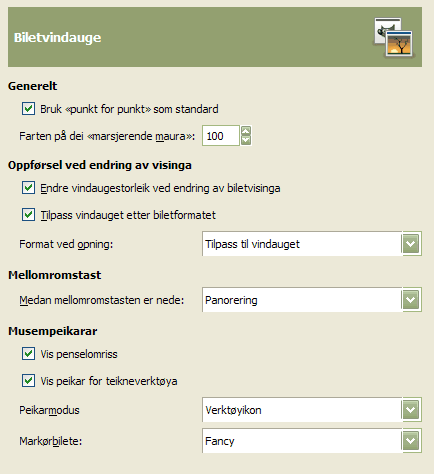 Biletvindauge
Generelt
Bruk «punkt for punkt» som standard
Farten på dei «marsjerende maura»: 100
Oppførsel ved endring av visinga
Endre vindaugestorleik ved endring av biletvisinga
Tilpass vindauget etter biletformatet
Format ved opning: Tilpass til vindauget
Mellomromstast
Medan mellomromstasten er nede: Panorering
Musempeikarar
Vis penselomriss
Vis peikar for teikneverktøya
Peikarmodus Verktøyikon
Markørbilete: Fancy